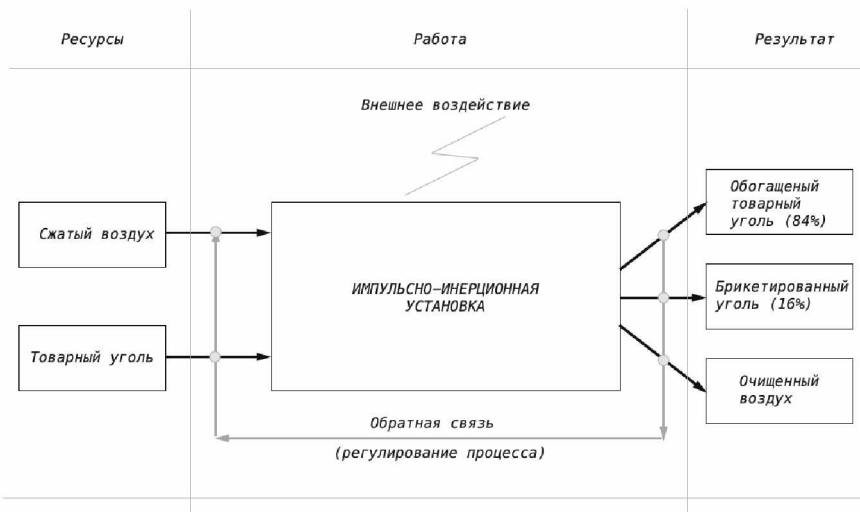 Ресурсы
Работа
Результат
Внешнее воздействие
Сжатый воздух
Товарный уголь
ИМПУЛЬСНО-ИНЕРЦИОННАЯ
УСТАНОВКА
Обогащеный
товарный
уголь (84%)
Брикетированный
уголь (16%)
Очищенный
воздух
Обратная связь
(регулирование процесса)